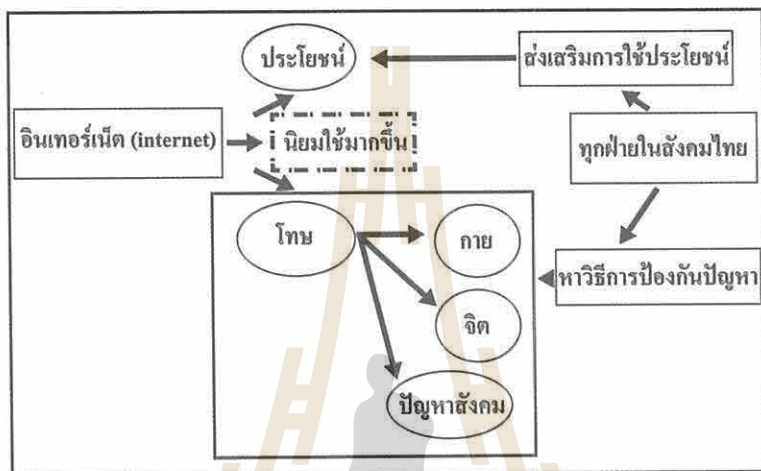 ประโยชน์
ส่งเสริมการใช้ประโยชน์
อินเทอร์เน็ต (internet)
นิยมใช้มากขึ้น
ทุกฝ่ายในสังคมไทย
โทษ
กาย
หาวิธีการป้องกันปัญหา
จิต
ปัญหาสังคม